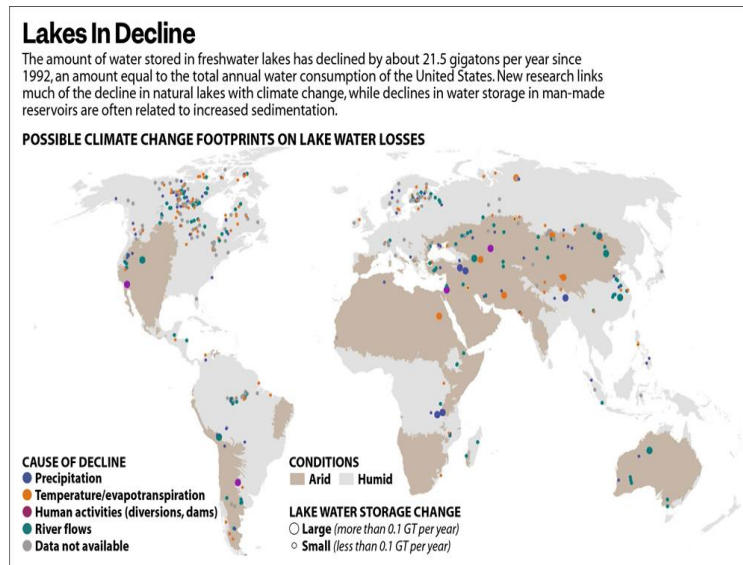 Lakes In Decline
The amount of water stored in freshwater lakes has declined by about 21.5 gigatons per year since
1992, an amount equal to the total annual water consumption of the United States. New research links
much of the decline in natural lakes with climate change, while declines in water storage in man-made
reservoirs are often related to increased sedimentation.
POSSIBLE CLIMATE CHANGE FOOTPRINTS ON LAKE WATER LOSSES
CAUSE OF DECLINE
Precipitation
Temperature/evapotranspiration
Human activities (diversions, dams)
River flows
Data not available
CONDITIONS
Arid Humid
LAKE WATER STORAGE CHANGE
Large (more than 0.1 GT per year)
Small (less than 0.1 GT per year)